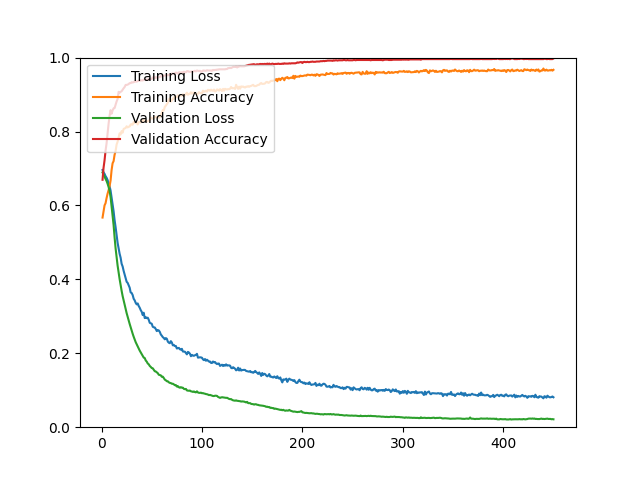 Training Loss
Training Accuracy
Validation Loss
Validation Accuracy
1.0
0.8
0.6
0.4
0.2
0.0
0 100 200 300 400